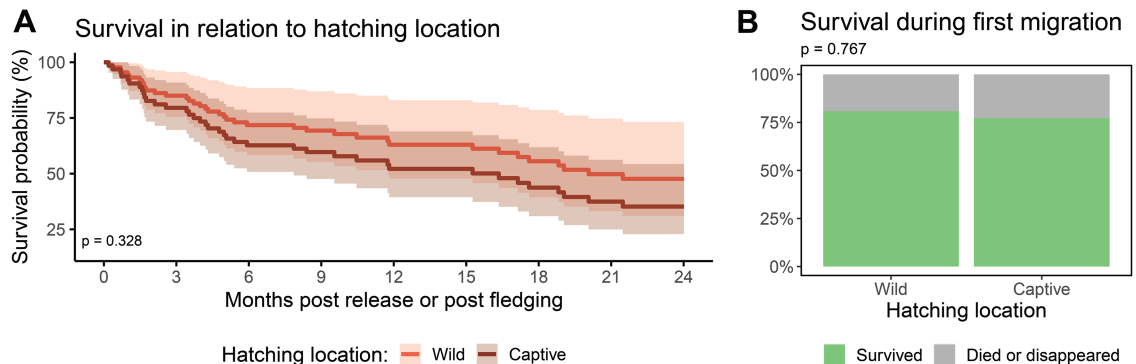 A
Survival in relation to hatching location
Survival probability (%)
100
75
50
25
p = 0.328
0 3 6 9 12 15 18 21 24
Months post release or post fledging
Hatching location: Wild Captive
B
Survival during first migration
p = 0.767
100%
75%
50%
25%
0%
Wild Captive
Hatching location
Survived Died or disappeared